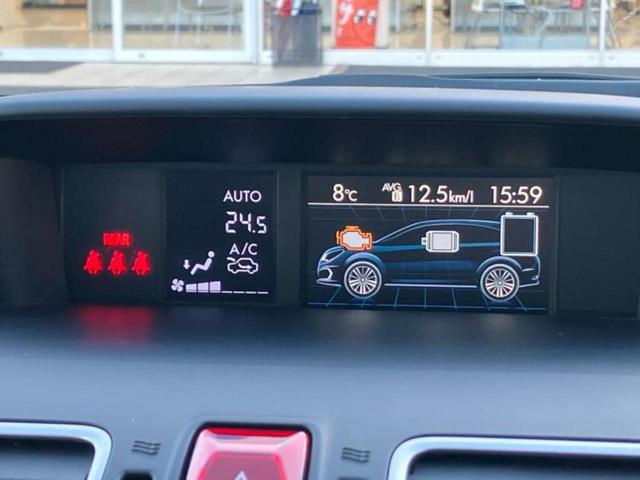 REAR
AUTO
24.5
A/C
8°C AVG B 12.5km/l 15:59